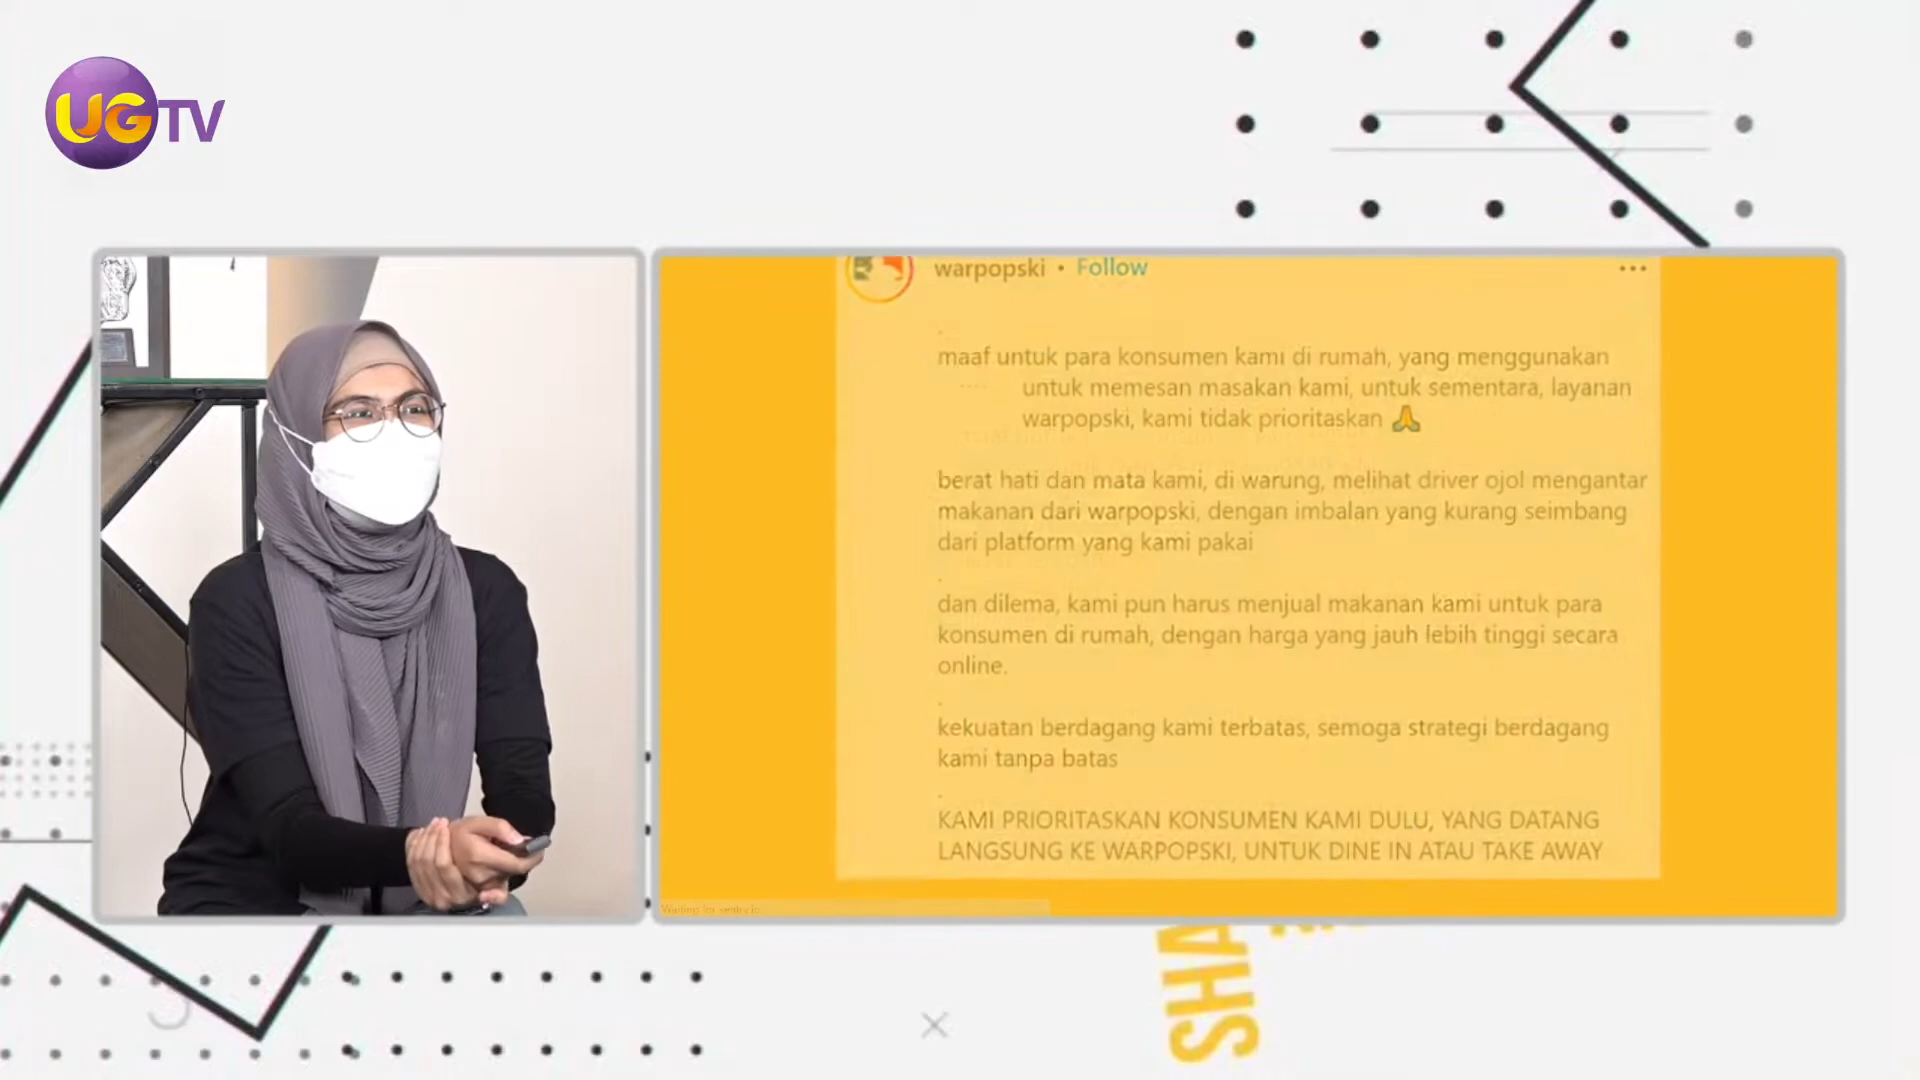 UGTV
warpopski • Follow
maaf untuk para konsumen kami di rumah, yang menggunakan
untuk memesan masakan kami, untuk sementara, layanan
warpopski, kami tidak prioritaskan 🙏
berat hati dan mata kami, di warung, melihat driver ojol mengantar
makanan dari warpopski, dengan imbalan yang kurang seimbang
dari platform yang kami pakai
.
dan dilema, kami pun harus menjual makanan kami untuk para
konsumen di rumah, dengan harga yang jauh lebih tinggi secara
online.
.
kekuatan berdagang kami terbatas, semoga strategi berdagang
kami tanpa batas
.
KAMI PRIORITASKAN KONSUMEN KAMI DULU, YANG DATANG
LANGSUNG KE WARPOPSKI, UNTUK DINE IN ATAU TAKE AWAY
SHA